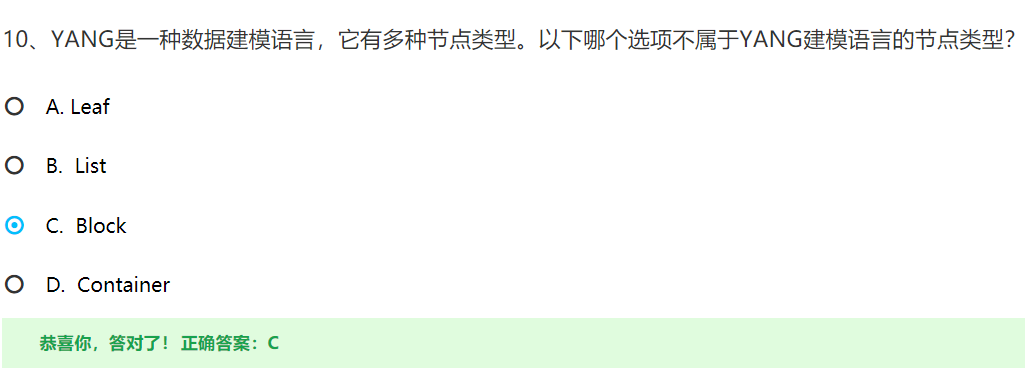 10、YANG是一种数据建模语言，它有多种节点类型。以下哪个选项不属于YANG建模语言的节点类型？
A. Leaf
B. List
C. Block
D. Container
恭喜你，答对了！正确答案：C